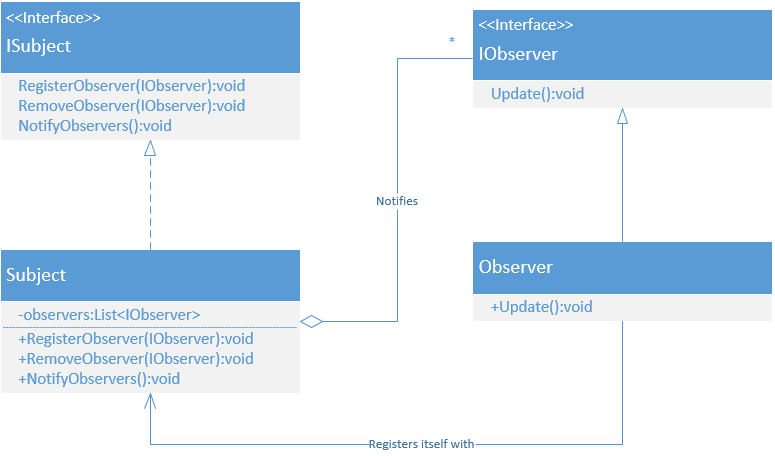 <<Interface>>
ISubject
RegisterObserver(IObserver):void
RemoveObserver(IObserver):void
NotifyObservers():void
*
<<Interface>>
IObserver
Update():void
Notifies
Subject
-observers:List<IObserver>
+RegisterObserver(IObserver):void
+RemoveObserver(IObserver):void
+NotifyObservers():void
Observer
+Update():void
Registers itself with